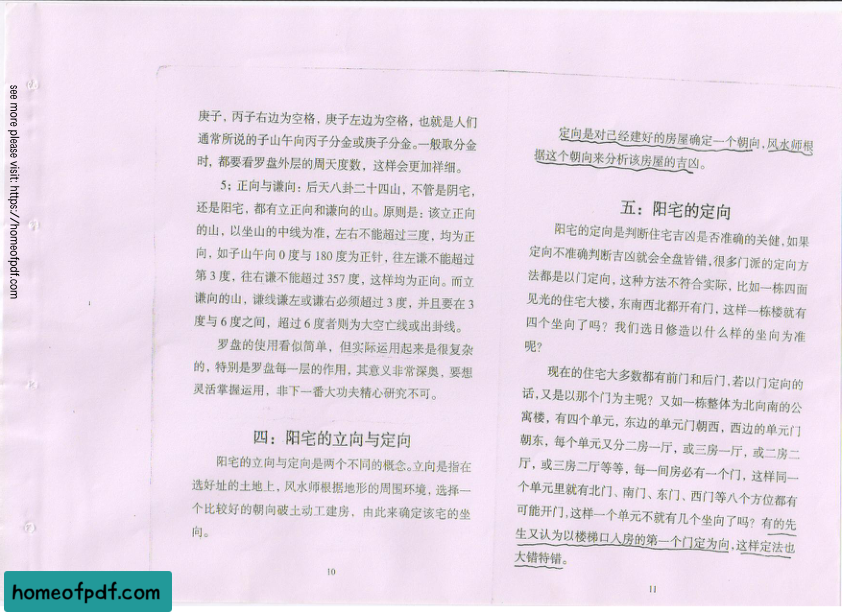 see more please visit: https://homeofpdf.com
庚子，丙子右边为空格，庚子左边为空格，也就是人们
通常所说的子山午向丙子分金或庚子分金。一般取分金
时，都要看罗盘外层的周天度数，这样会更加祥细。
5；正向与谦向：后天八卦二十四山，不管是阴宅，
还是阳宅，都有立正向和谦向的山。原则是：该立正向
的山，以坐山的中线为准，左右不能超过三度，均为正
向，如子山午向0度与180度为正针，往左谦不能超过
第3度，往右谦不能超过357度，这样均为正向。而立
谦向的山，谦线谦左或谦右必须超过3度，并且要在3
度与6度之间，超过6度者则为大空亡线或出卦线。
罗盘的使用看似简单，但实际运用起来是很复杂
的，特别是罗盘每一层的作用，其意义非常深奥，要想
灵活掌握运用，非下一番大功夫精心研究不可。
四：阳宅的立向与定向
阳宅的立向与定向是两个不同的概念。立向是指在
选好址的土地上，风水师根据地形的周围环境，选择一
个比较好的朝向破土动工建房，由此来确定该宅的坐
向。
10
定向是对己经建好的房屋确定一个朝向，风水师根
据这个朝向来分析该房屋的吉凶。
五：阳宅的定向
阳宅的定向是判断住宅吉凶是否准确的关健，如果
定向不准确判断吉凶就会全盘皆错，很多门派的定向方
法都是以门定向，这种方法不符合实际，比如一栋四面
见光的住宅大楼，东南西北都开有门，这样一栋楼就有
四个坐向了吗？我们选日修造以什么样的坐向为准
呢？
现在的住宅大多数都有前门和后门，若以门定向的
话，又是以那个门为主呢？又如一栋整体为北向南的公
寓楼，有四个单元，东边的单元门朝西，西边的单元门
朝东，每个单元又分二房一厅，或三房一厅，或二房二
厅，或三房二厅等等，每一间房必有一个门，这样同一
个单元里就有北门、南门、东门、西门等八个方位都有
可能开门，这样一个单元不就有几个坐向了吗？有的先
生又认为以楼梯口入房的第一个门定为向，这样定法也
大错特错。
11
homeofpdf.com